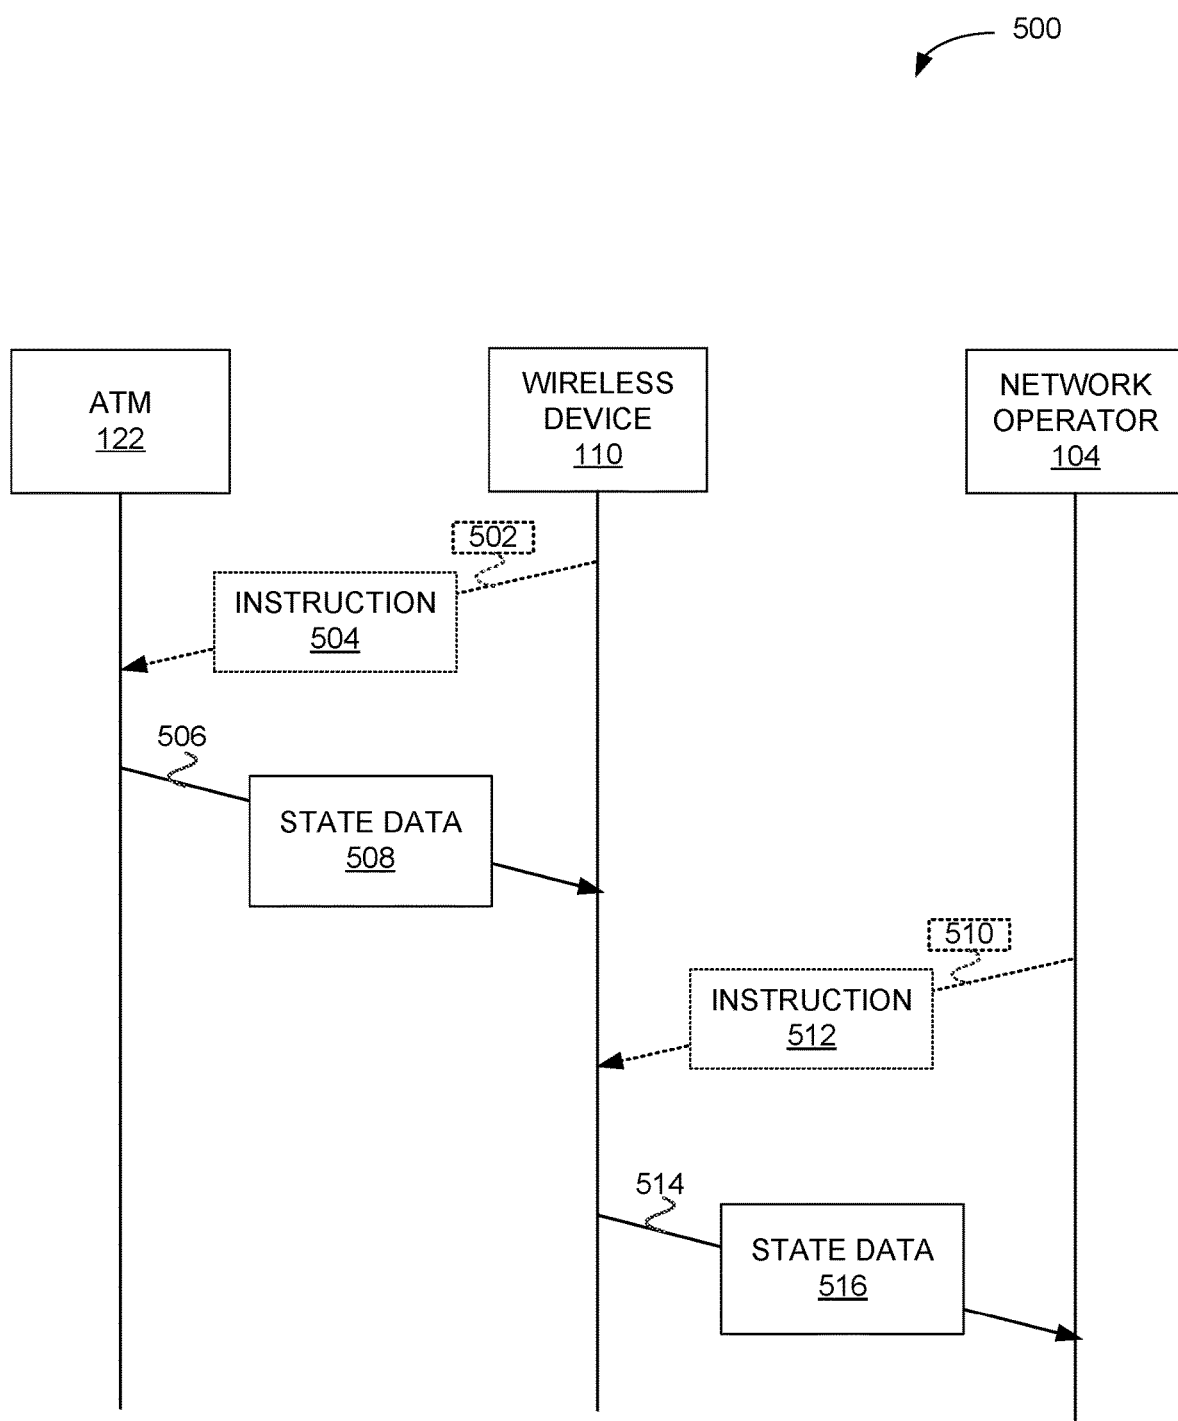 500
ATM
122
WIRELESS
DEVICE
110
NETWORK
OPERATOR
104
502
INSTRUCTION
504
506
STATE DATA
508
510
INSTRUCTION
512
514
STATE DATA
516